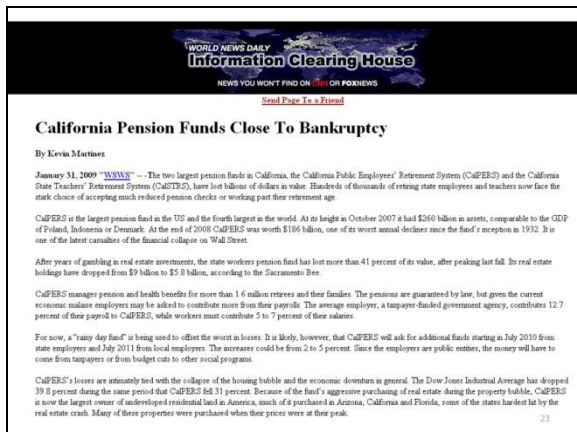 WORLD NEWS DAILY
Information Clearing House
NEWS YOU WON'T FIND ON CNN OR FOXNEWS
Send Page To a Friend
California Pension Funds Close To Bankruptcy
By Kevin Martinez
January 31, 2009 "WSWS" -- -The two largest pension funds in California, the California Public Employees' Retirement System (CalPERS) and the California
State Teachers' Retirement System (CalSTRS), have lost billions of dollars in value. Hundreds of thousands of retiring state employees and teachers now face the
stark choice of accepting much reduced pension checks or working past their retirement age.
CalPERS is the largest pension fund in the US and the fourth largest in the world. At its height in October 2007 it had $260 billion in assets, comparable to the GDP
of Poland, Indonesia or Denmark. At the end of 2008 CalPERS was worth $186 billion, one of its worst annual declines since the fund's inception in 1932. It is
one of the latest casualties of the financial collapse on Wall Street.
After years of gambling in real estate investments, the state workers pension fund has lost more than 41 percent of its value, after peaking last fall. Its real estate
holdings have dropped from $9 billion to $5.8 billion, according to the Sacramento Bee.
CalPERS manages pension and health benefits for more than 1.6 million retirees and their families. The pensions are guaranteed by law, but given the current
economic malaise employers may be asked to contribute more from their payrolls. The average employer, a taxpayer-funded government agency, contributes 12.7
percent of their payroll to CalPERS, while workers must contribute 5 to 7 percent of their salaries.
For now, a "rainy day fund" is being used to offset the worst in losses. It is likely, however, that CalPERS will ask for additional funds starting in July 2010 from
state employers and July 2011 from local employers. The increases could be from 2 to 5 percent. Since the employers are public entities, the money will have to
come from taxpayers or from budget cuts to other social programs.
CalPERS's losses are intimately tied with the collapse of the housing bubble and the economic downturn in general. The Dow Jones Industrial Average has dropped
39.8 percent during the same period that CalPERS fell 31 percent. Because of the fund's aggressive purchasing of real estate during the property bubble, CalPERS
is now the largest owner of undeveloped residential land in America, much of it purchased in Arizona, California and Florida, some of the states hardest hit by the
real estate crash. Many of these properties were purchased when their prices were at their peak.
23